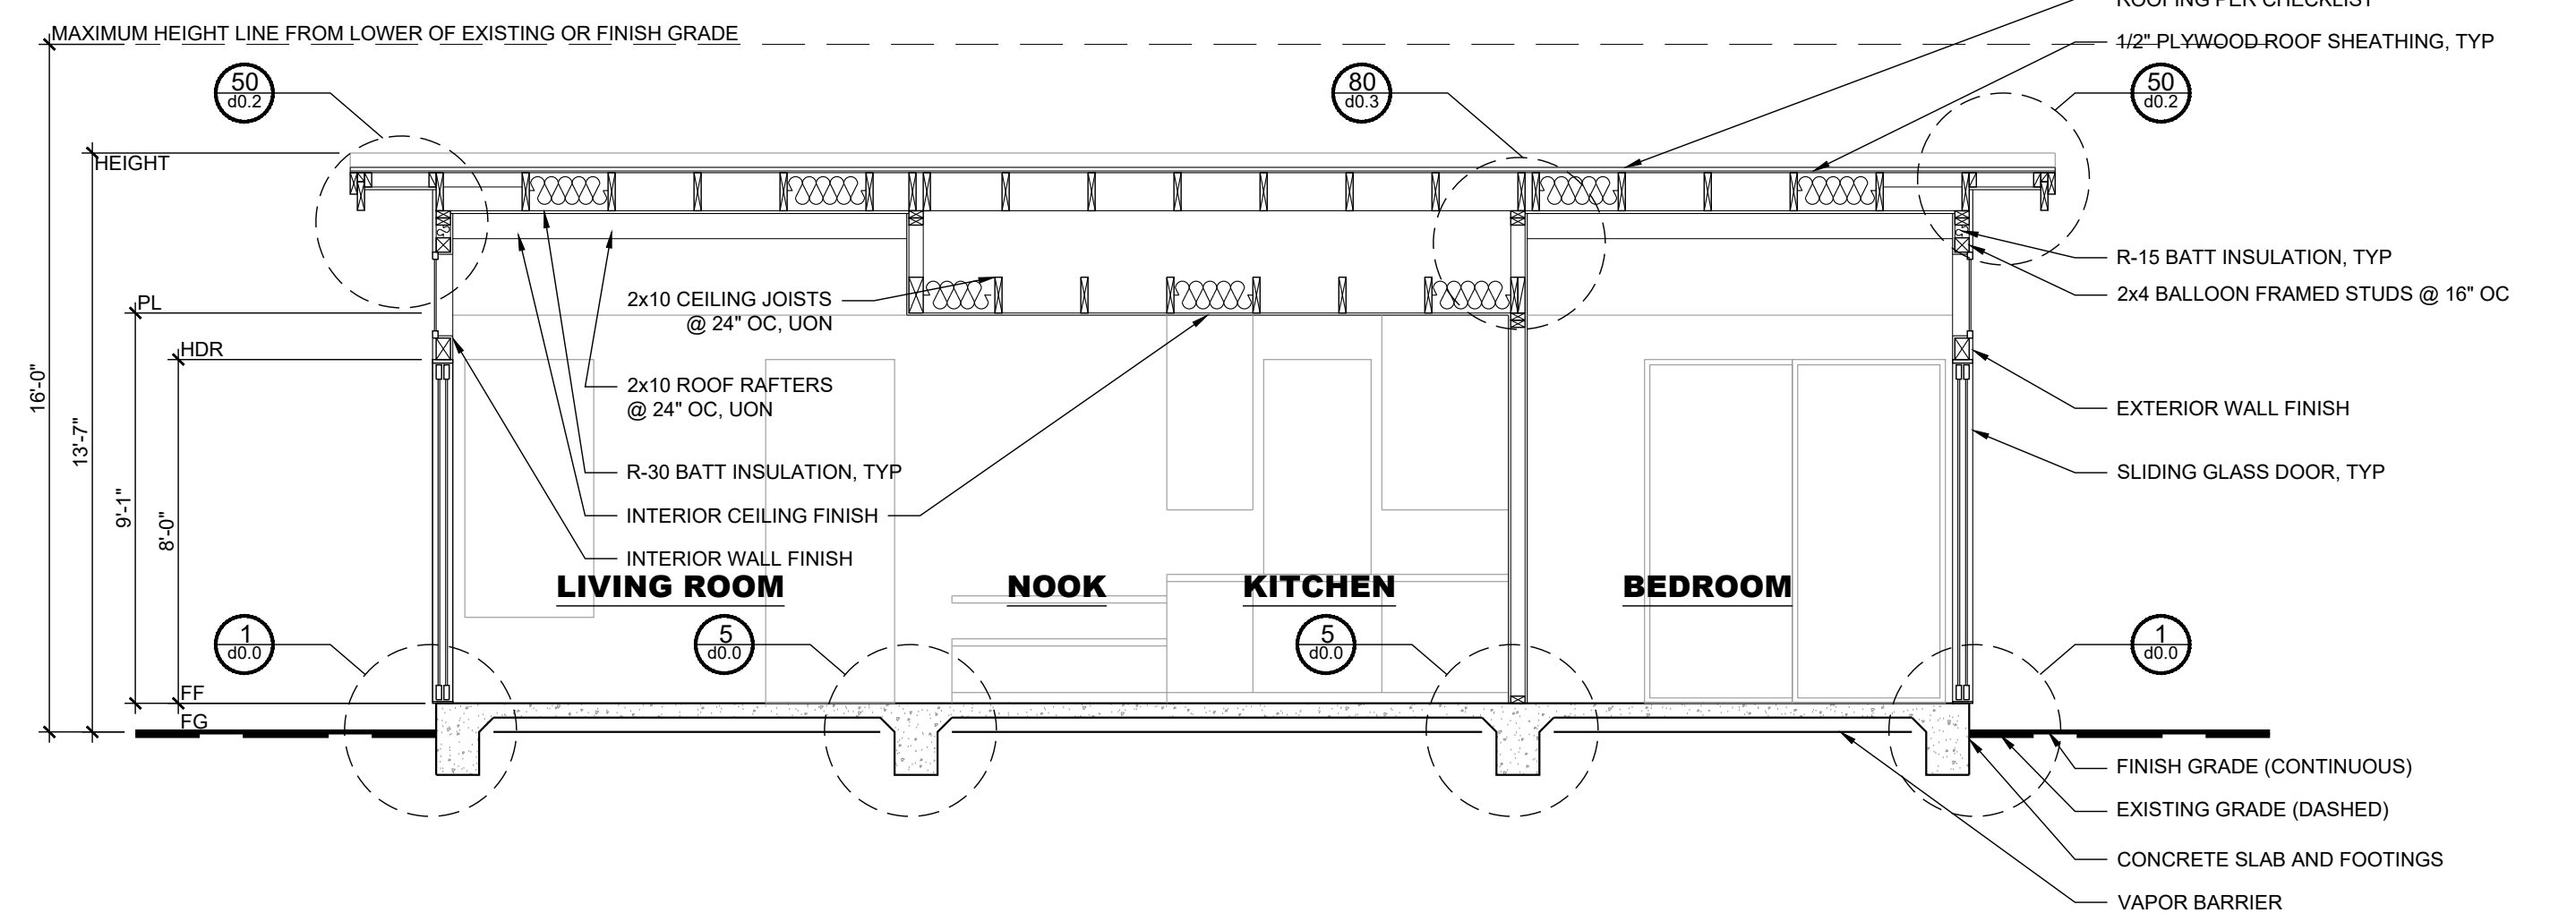 ROOFING PER CHECKLIST
MAXIMUM HEIGHT LINE FROM LOWER OF EXISTING OR FINISH GRADE
1/2" PLYWOOD ROOF SHEATHING, TYP
50
d0.2
80
d0.3
50
d0.2
HEIGHT
R-15 BATT INSULATION, TYP
2x4 BALLOON FRAMED STUDS @ 16" OC
PL
2x10 CEILING JOISTS
@ 24" OC, UON
HDR
2x10 ROOF RAFTERS
@ 24" OC, UON
16'-0"
13'-7"
9'-1"
8'-0"
EXTERIOR WALL FINISH
R-30 BATT INSULATION, TYP
SLIDING GLASS DOOR, TYP
INTERIOR CEILING FINISH
INTERIOR WALL FINISH
LIVING ROOM
NOOK
KITCHEN
BEDROOM
1
d0.0
5
d0.0
5
d0.0
1
d0.0
FF
FG
FINISH GRADE (CONTINUOUS)
EXISTING GRADE (DASHED)
CONCRETE SLAB AND FOOTINGS
VAPOR BARRIER